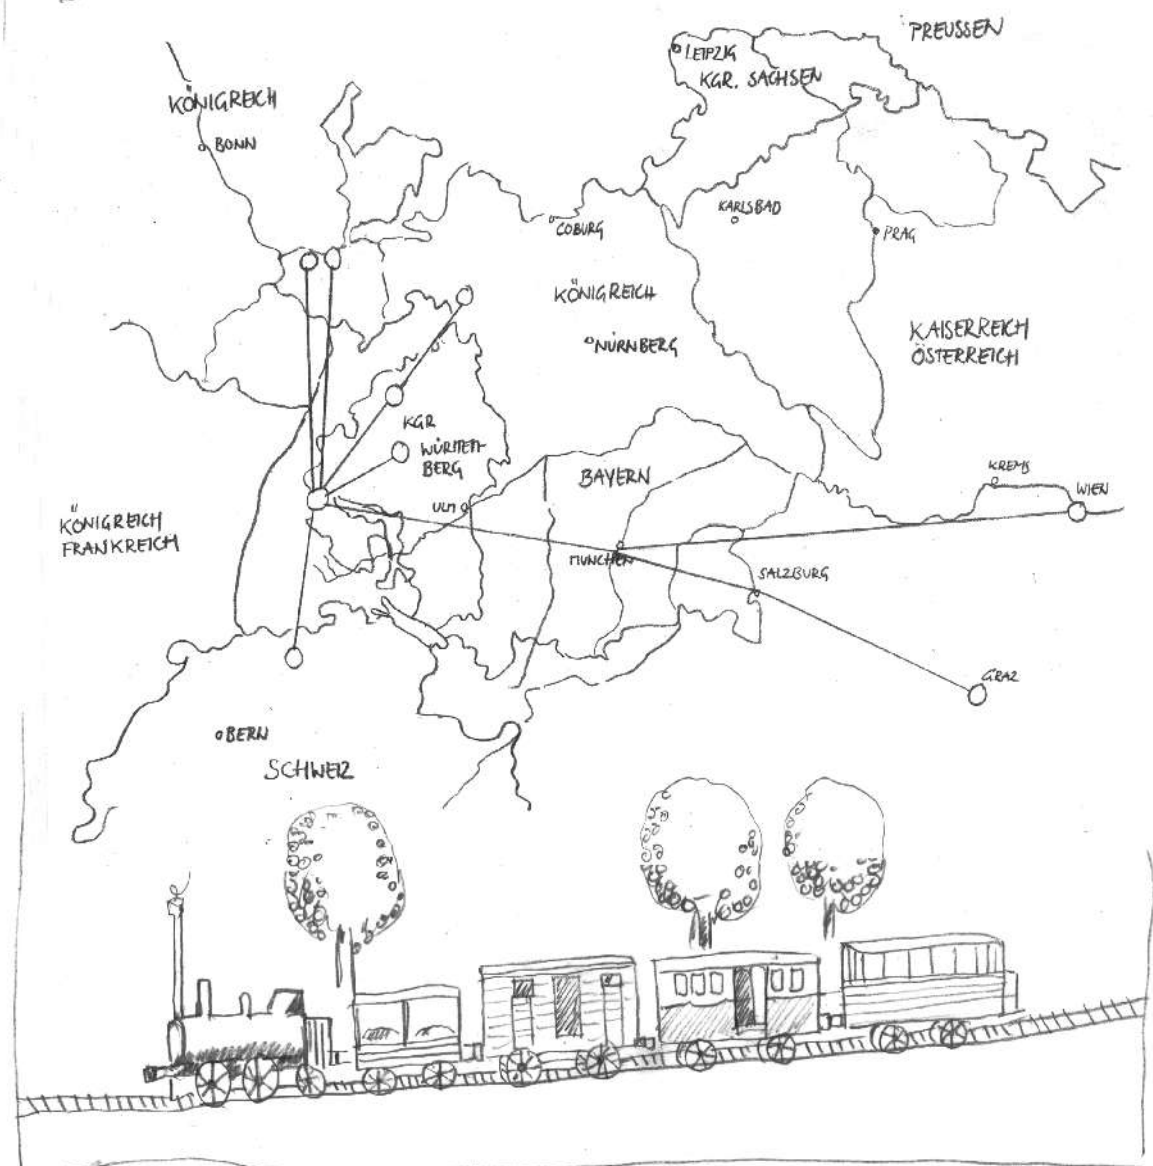 PREUSSEN
LEIPZIG
KGR. SACHSEN
KÖNIGREICH
BONN
KARLSBAD
COBURG
PRAG
KÖNIGREICH
NÜRNBERG
KAISERREICH
ÖSTERREICH
KGR
WÜRTTEM-
BERG
BAYERN
KREMS
WIEN
ULM
KÖNIGREICH
FRANKREICH
MÜNCHEN
SALZBURG
GRAZ
BERN
SCHWEIZ